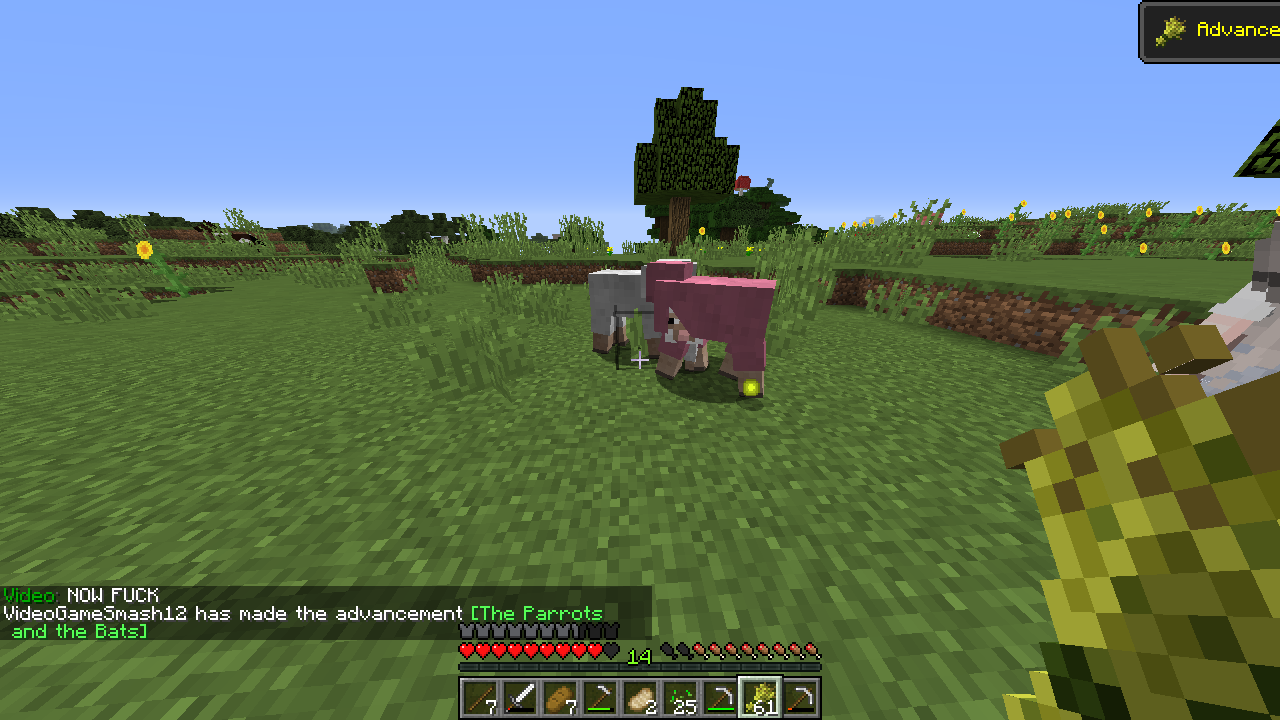 Advance
Video: NOW FUCK
VideoGameSmash12 has made the advancement [The Parrots
and the Bats]
14
7 7 2 25 61